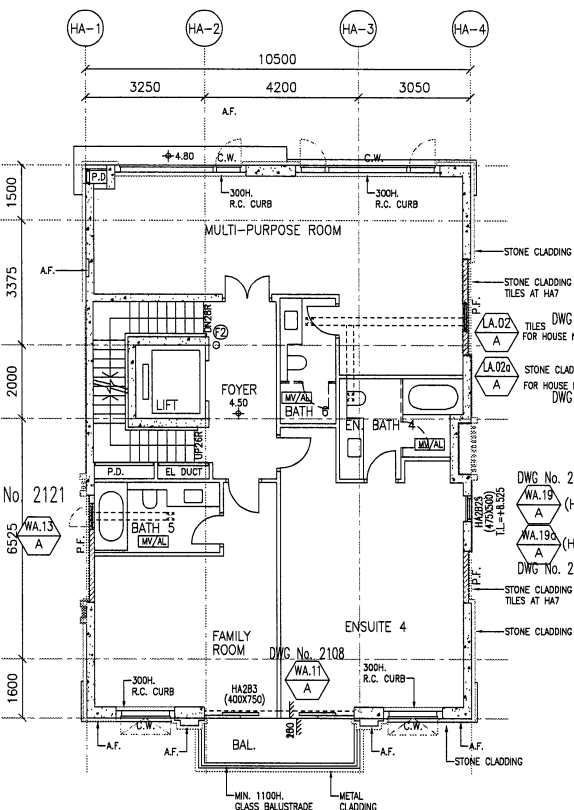 HA-1 HA-2 HA-3 HA-4
10500
3250 4200 3050
A.F.
4.80 C.W. C.W.
P.D
1500
300H.
R.C. CURB
300H.
R.C. CURB
MULTI-PURPOSE ROOM
STONE CLADDING
A.F.
3375
STONE CLADDING
TILES AT HA7
P.F.
DN28R
F2
LA.02
A
TILES
FOR HOUSE
DWG
2000
LIFT
FOYER
4.50
MV/AL
BATH 6
LA.02a
A
STONE CLAD
FOR HOUSE
DWG
EN. BATH 4
MV/AL
UP26R
P.D. EL DUCT
No. 2121
WA.13
A
6525
P.F.
BATH 5
MV/AL
HA2B23
(475X500)
T.L.=+8.525
DWG No. 2
WA.19
A
(H
WA.19a
A
(H
DWG No. 2
P.F.
STONE CLADDING
TILES AT HA7
STONE CLADDING
FAMILY
ROOM
ENSUITE 4
DWG No. 2108
WA.11
A
1600
300H.
R.C. CURB
HA2B3
(400X750)
300H.
R.C. CURB
C.W. C.W.
A.F. A.F. BAL. A.F. A.F.
STONE CLADDING
MIN. 1100H.
GLASS BALUSTRADE
METAL
CLADDING